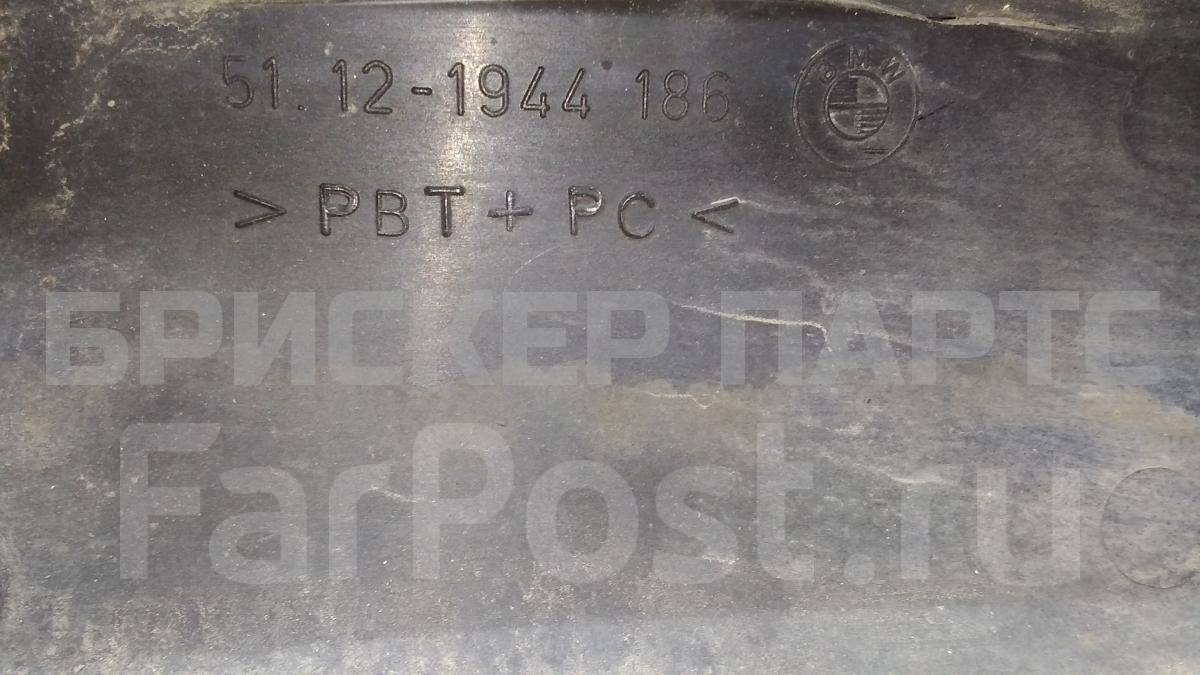 51.12-1944 186 BMW
>PBT+PC<
БРИСКЕР ПАРТС
FarPost.ru